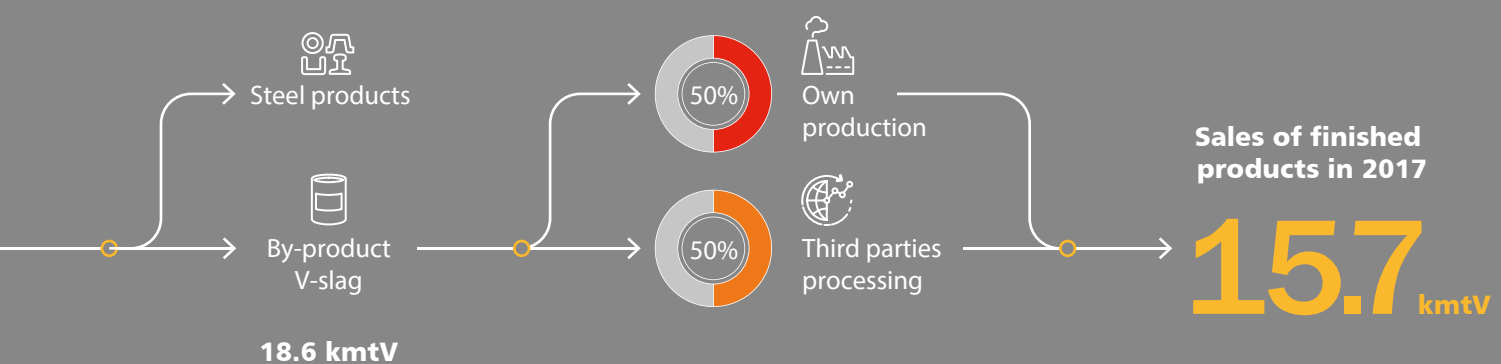 Steel products
By-product
V-slag
18.6 kmtV
50%
Own
production
50%
Third parties
processing
Sales of finished
products in 2017
15.7 kmtV